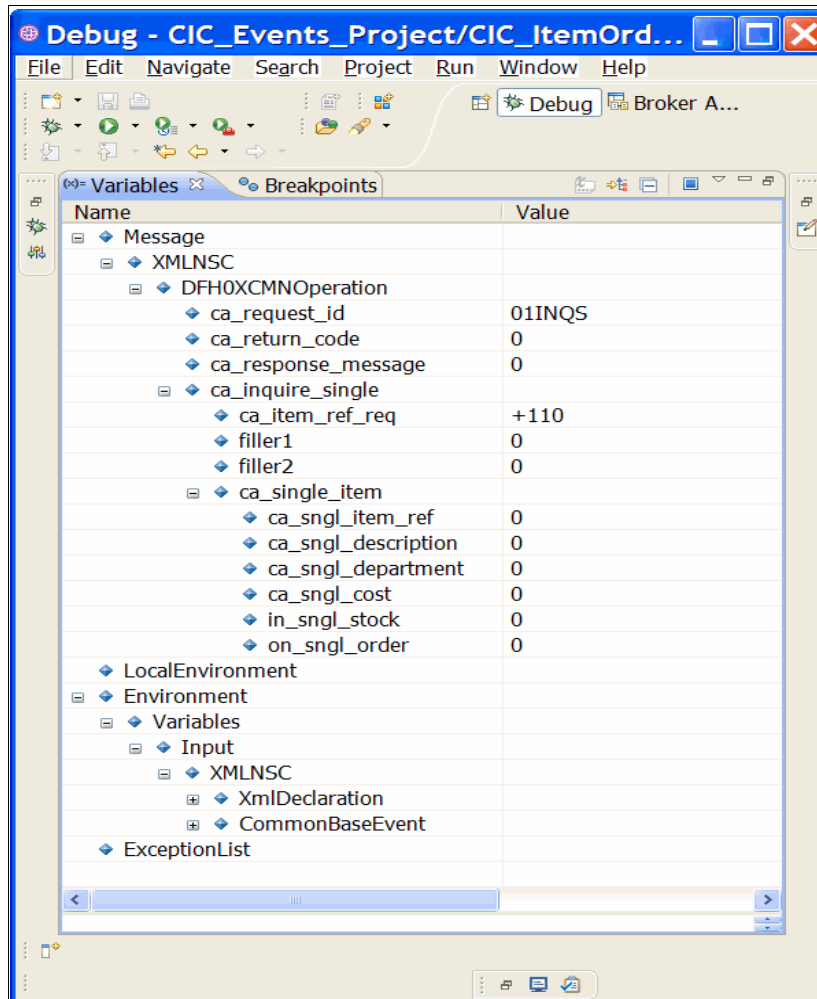 Debug - CIC_Events_Project/CIC_ItemOrd...
File Edit Navigate Search Project Run Window Help
Debug Broker A...
(x)= Variables Breakpoints
Name Value
Message
XMLNSC
DFH0XCMNOperation
ca_request_id 01INQS
ca_return_code 0
ca_response_message 0
ca_inquire_single
ca_item_ref_req +110
filler1 0
filler2 0
ca_single_item
ca_sngl_item_ref 0
ca_sngl_description 0
ca_sngl_department 0
ca_sngl_cost 0
in_sngl_stock 0
on_sngl_order 0
LocalEnvironment
Environment
Variables
Input
XMLNSC
XmlDeclaration
CommonBaseEvent
ExceptionList